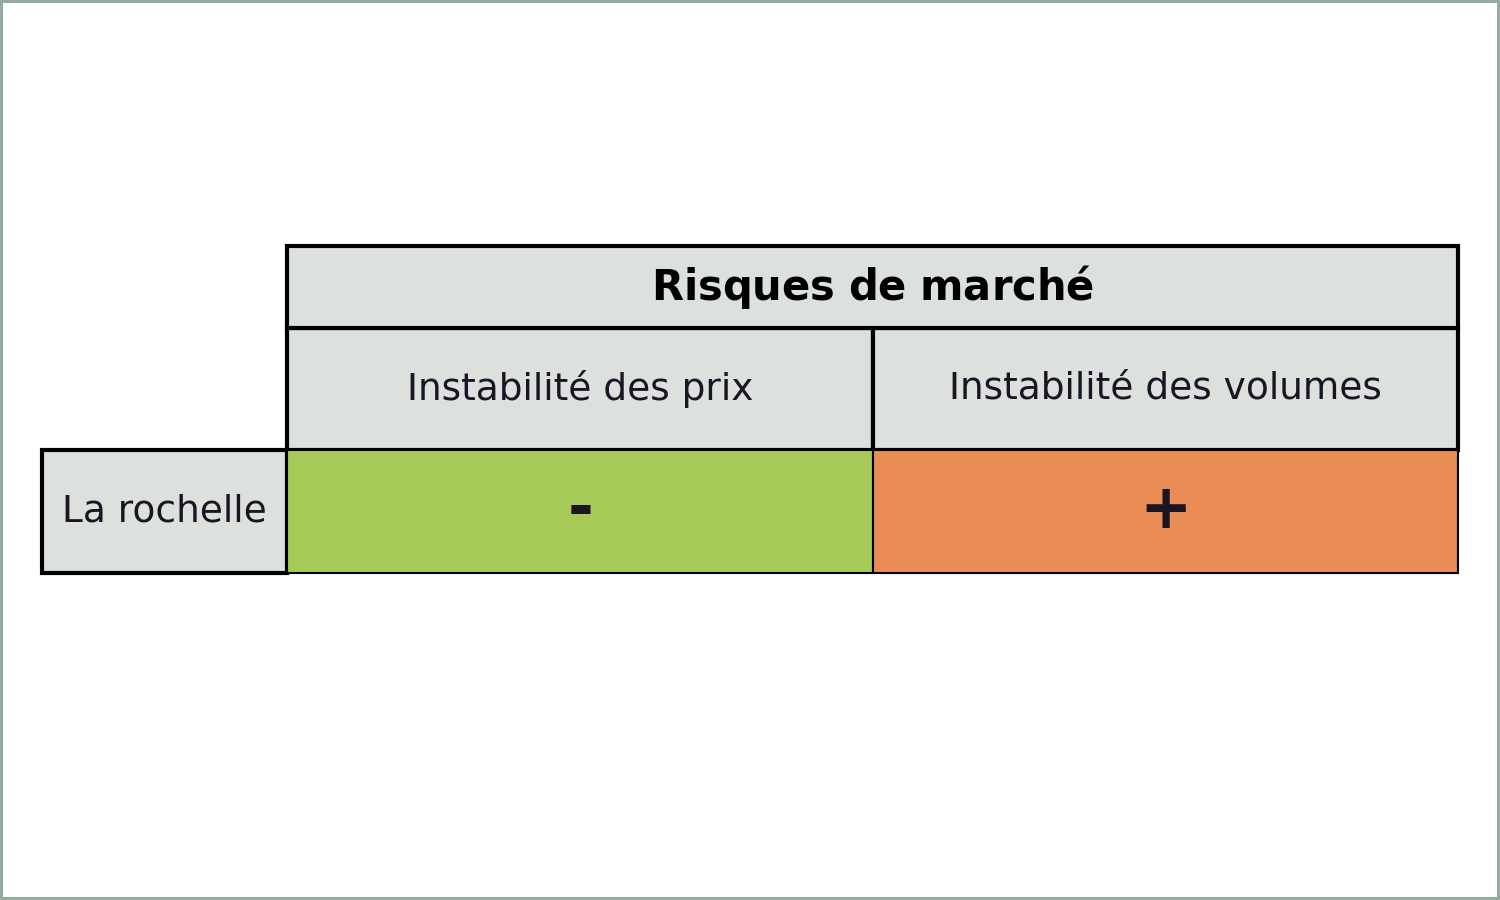 Risques de marché
Instabilité des prix
Instabilité des volumes
La rochelle
-
+